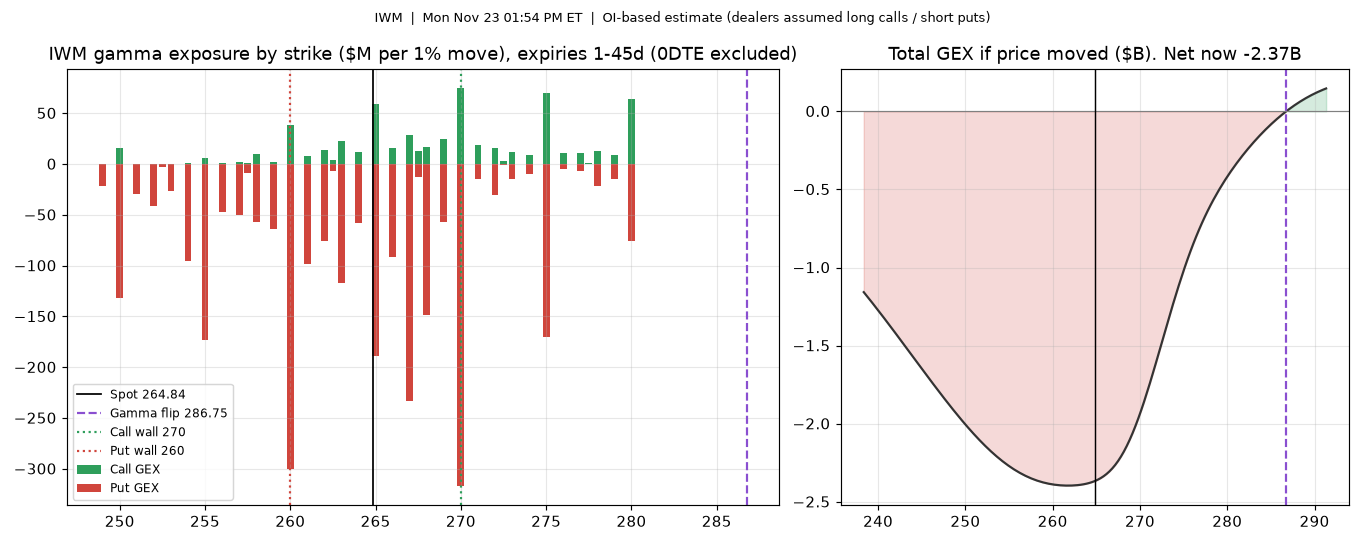 IWM | Mon Nov 23 01:54 PM ET | OI-based estimate (dealers assumed long calls / short puts)
IWM gamma exposure by strike ($M per 1% move), expiries 1-45d (0DTE excluded)
50
0
−50
−100
−150
−200
−250
−300
Spot 264.84
Gamma flip 286.75
Call wall 270
Put wall 260
Call GEX
Put GEX
250 255 260 265 270 275 280 285
Total GEX if price moved ($B). Net now -2.37B
0.0
−0.5
−1.0
−1.5
−2.0
−2.5
240 250 260 270 280 290